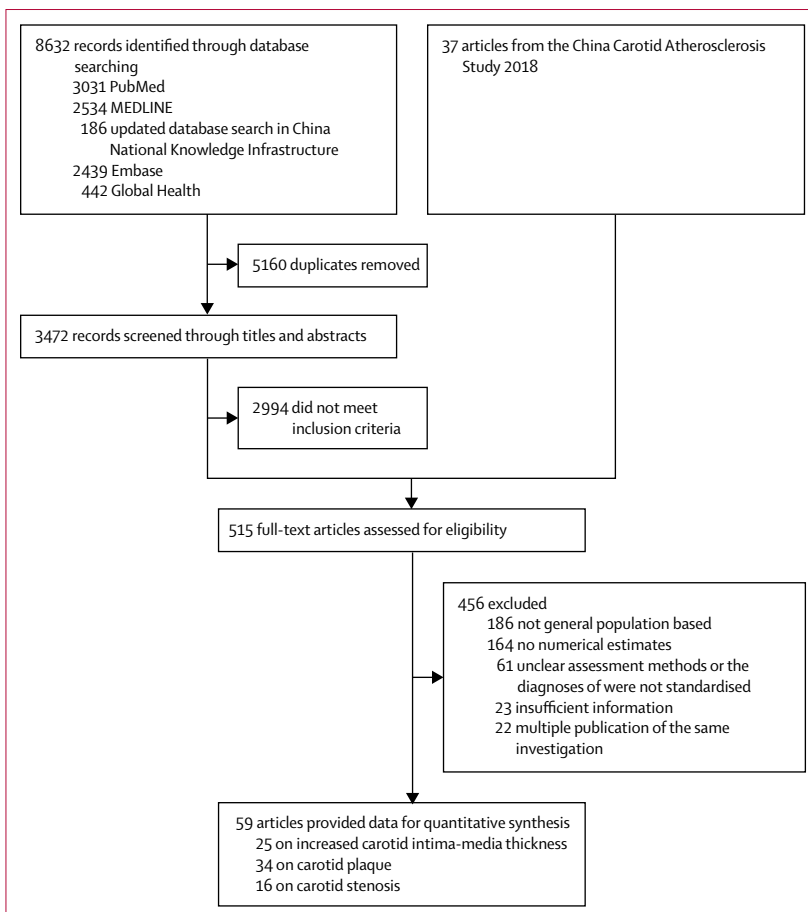 8632 records identified through database
searching
3031 PubMed
2534 MEDLINE
186 updated database search in China
National Knowledge Infrastructure
2439 Embase
442 Global Health
37 articles from the China Carotid Atherosclerosis
Study 2018
5160 duplicates removed
3472 records screened through titles and abstracts
2994 did not meet
inclusion criteria
515 full-text articles assessed for eligibility
456 excluded
186 not general population based
164 no numerical estimates
61 unclear assessment methods or the
diagnoses of were not standardised
23 insufficient information
22 multiple publication of the same
investigation
59 articles provided data for quantitative synthesis
25 on increased carotid intima-media thickness
34 on carotid plaque
16 on carotid stenosis